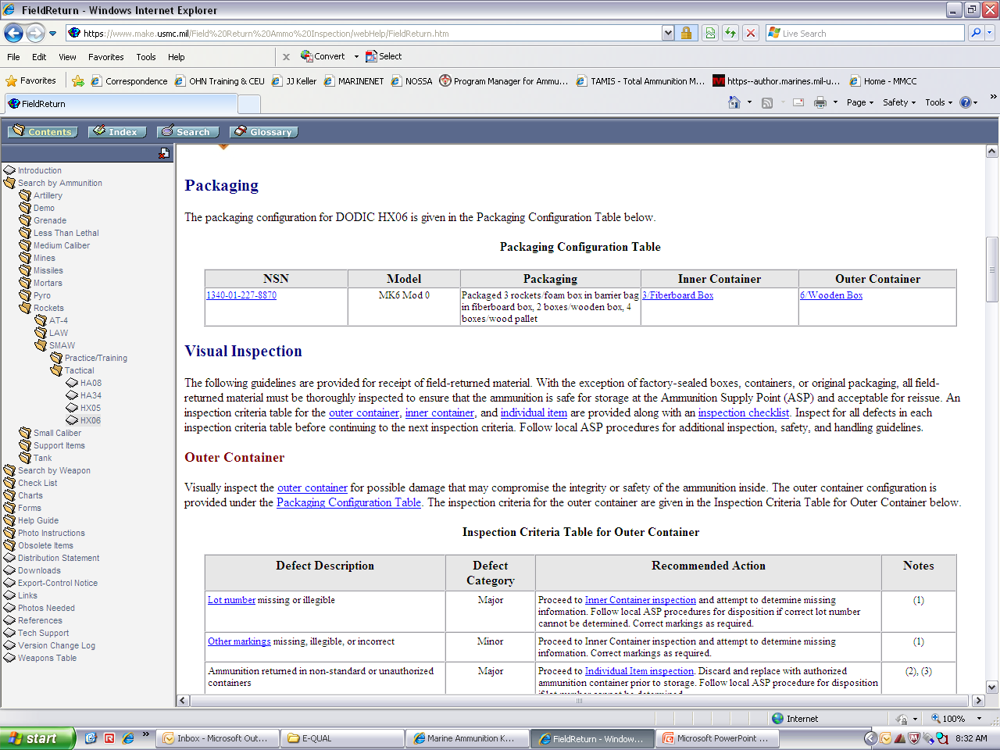 FieldReturn - Windows Internet Explorer
https://www.make.usmc.mil/Field%20Return%20Ammo%20Inspection/webHelp/FieldReturn.htm
Live Search
File Edit View Favorites Tools Help
x Convert Select
Favorites Correspondence OHN Training & CEU JJ Keller MARINENET NOSSA Program Manager for Ammu... TAMIS - Total Ammunition M... https--author.marines.mil-u... Home - MMCC
FieldReturn
Page Safety Tools
Contents Index Search Glossary
Introduction
Search by Ammunition
Artillery
Demo
Grenade
Less Than Lethal
Medium Caliber
Mines
Missiles
Mortars
Pyro
Rockets
AT-4
LAW
SMAW
Practice/Training
Tactical
HA08
HA34
HX05
HX06
Small Caliber
Support Items
Tank
Search by Weapon
Check List
Charts
Forms
Help Guide
Photo Instructions
Obsolete Items
Distribution Statement
Downloads
Export-Control Notice
Links
Photos Needed
References
Tech Support
Version Change Log
Weapons Table
Packaging
The packaging configuration for DODIC HX06 is given in the Packaging Configuration Table below.
Packaging Configuration Table
NSN Model Packaging Inner Container Outer Container
1340-01-227-8870 MK6 Mod 0 Packaged 3 rockets/foam box in barrier bag 3/Fiberboard Box 6/Wooden Box
in fiberboard box, 2 boxes/wooden box, 4
boxes/wood pallet
Visual Inspection
The following guidelines are provided for receipt of field-returned material. With the exception of factory-sealed boxes, containers, or original packaging, all field-
returned material must be thoroughly inspected to ensure that the ammunition is safe for storage at the Ammunition Supply Point (ASP) and acceptable for reissue. An
inspection criteria table for the outer container, inner container, and individual item are provided along with an inspection checklist. Inspect for all defects in each
inspection criteria table before continuing to the next inspection criteria. Follow local ASP procedures for additional inspection, safety, and handling guidelines.
Outer Container
Visually inspect the outer container for possible damage that may compromise the integrity or safety of the ammunition inside. The outer container configuration is
provided under the Packaging Configuration Table. The inspection criteria for the outer container are given in the Inspection Criteria Table for Outer Container below.
Inspection Criteria Table for Outer Container
Defect Description Defect Recommended Action Notes
Category
Lot number missing or illegible Major Proceed to Inner Container inspection and attempt to determine missing (1)
information. Follow local ASP procedures for disposition if correct lot number
cannot be determined. Correct markings as required.
Other markings missing, illegible, or incorrect Minor Proceed to Inner Container inspection and attempt to determine missing (1)
information. Correct markings as required.
Ammunition returned in non-standard or unauthorized Major Proceed to Individual Item inspection. Discard and replace with authorized (2), (3)
containers ammunition container prior to storage. Follow local ASP procedure for disposition
if lot number cannot be determined.
Internet 100%
start Inbox - Microsoft Out... E-QUAL Marine Ammunition K... FieldReturn - Window... Microsoft PowerPoint ... 8:32 AM